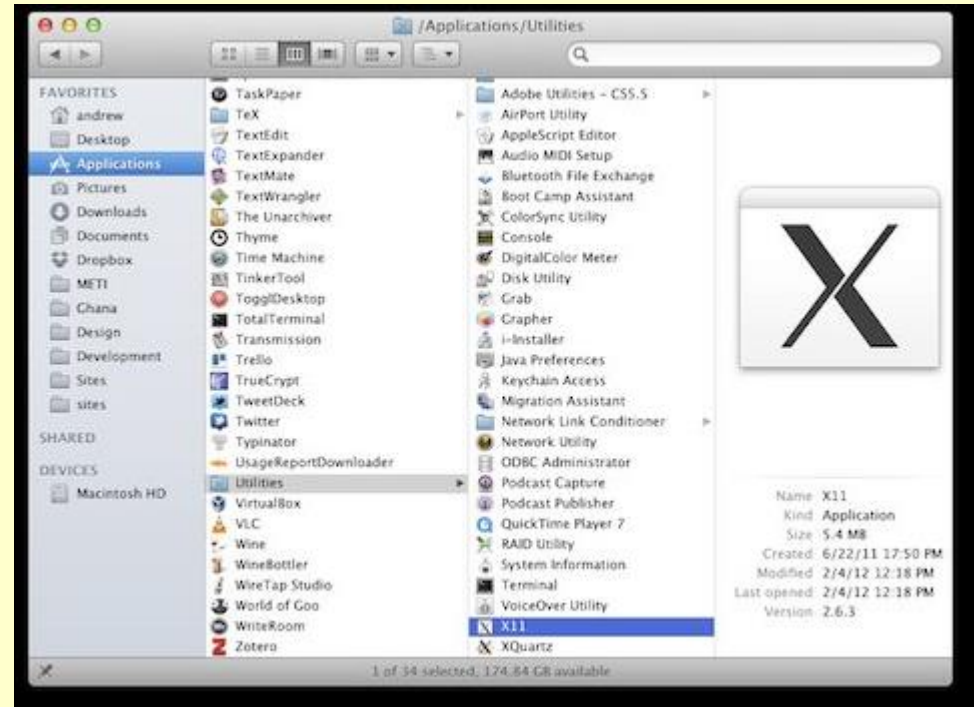 /Applications/Utilities
FAVORITES
andrew
Desktop
Applications
Pictures
Downloads
Documents
Dropbox
METI
Ghana
Design
Development
Sites
sites
SHARED
DEVICES
Macintosh HD
TaskPaper
TeX
TextEdit
TextExpander
TextMate
TextWrangler
The Unarchiver
Thyme
Time Machine
TinkerTool
TogglDesktop
TotalTerminal
Transmission
Trello
TrueCrypt
TweetDeck
Twitter
Typinator
UsageReportDownloader
Utilities
VirtualBox
VLC
Wine
WineBottler
WireTap Studio
World of Goo
WriteRoom
Zotero
Adobe Utilities - CS5.5
AirPort Utility
AppleScript Editor
Audio MIDI Setup
Bluetooth File Exchange
Boot Camp Assistant
ColorSync Utility
Console
DigitalColor Meter
Disk Utility
Grab
Grapher
i-Installer
Java Preferences
Keychain Access
Migration Assistant
Network Link Conditioner
Network Utility
ODBC Administrator
Podcast Capture
Podcast Publisher
QuickTime Player 7
RAID Utility
System Information
Terminal
VoiceOver Utility
X11
XQuartz
Name X11
Kind Application
Size 5.4 MB
Created 6/22/11 17:50 PM
Modified 2/4/12 12:18 PM
Last opened 2/4/12 12:18 PM
Version 2.6.3
1 of 34 selected, 174.84 GB available